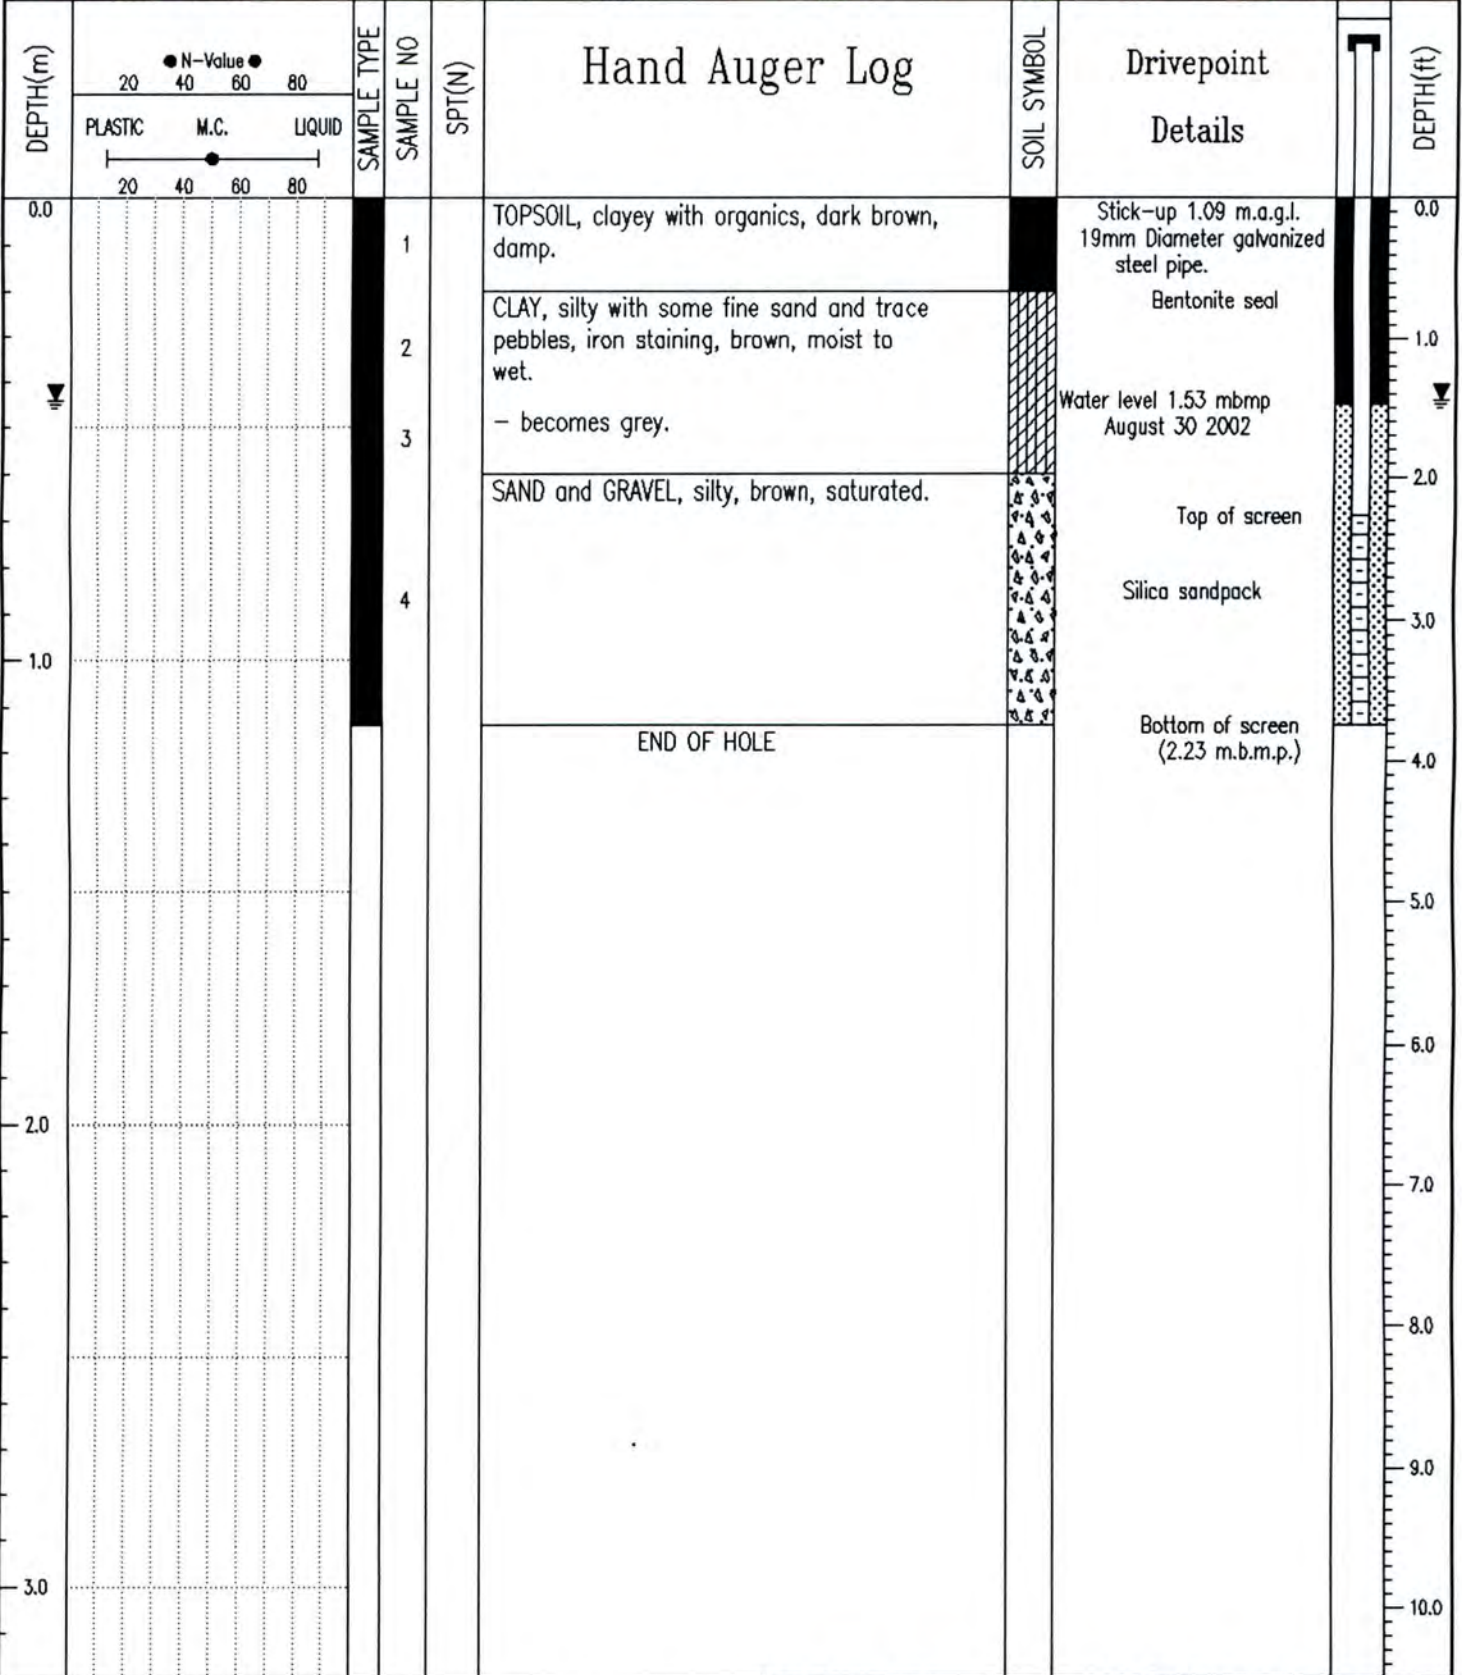 DEPTH(m)
● N-Value ●
20 40 60 80
PLASTIC M.C. LIQUID
20 40 60 80
SAMPLE TYPE
SAMPLE NO
SPT(N)
Hand Auger Log
SOIL SYMBOL
Drivepoint
Details
DEPTH(ft)
0.0
1
TOPSOIL, clayey with organics, dark brown,
damp.
Stick-up 1.09 m.a.g.l.
19mm Diameter galvanized
steel pipe.
0.0
2
CLAY, silty with some fine sand and trace
pebbles, iron staining, brown, moist to
wet.
Bentonite seal
1.0
3
- becomes grey.
Water level 1.53 mbmp
August 30 2002
SAND and GRAVEL, silty, brown, saturated.
2.0
Top of screen
4
Silica sandpack
3.0
1.0
END OF HOLE
Bottom of screen
(2.23 m.b.m.p.)
4.0
5.0
6.0
2.0
7.0
8.0
9.0
3.0
10.0